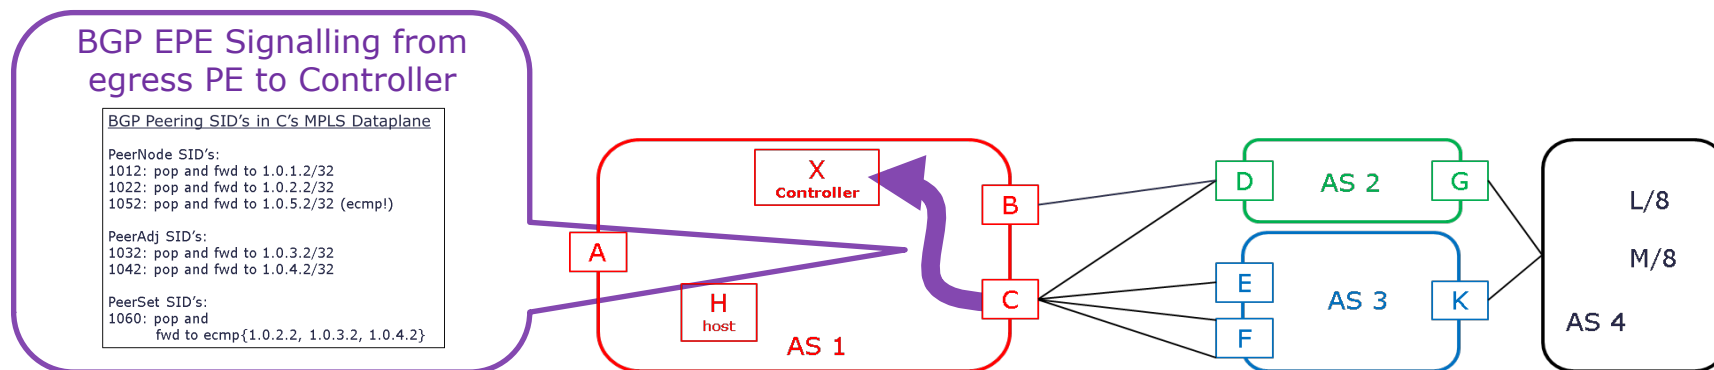 BGP EPE Signalling from
egress PE to Controller
BGP Peering SID's in C's MPLS Dataplane
PeerNode SID's:
1012: pop and fwd to 1.0.1.2/32
1022: pop and fwd to 1.0.2.2/32
1052: pop and fwd to 1.0.5.2/32 (ecmp!)
PeerAdj SID's:
1032: pop and fwd to 1.0.3.2/32
1042: pop and fwd to 1.0.4.2/32
PeerSet SID's:
1060: pop and
fwd to ecmp{1.0.2.2, 1.0.3.2, 1.0.4.2}
X
Controller
A
B
C
H
host
AS 1
D
AS 2
G
E
F
AS 3
K
L/8
M/8
AS 4